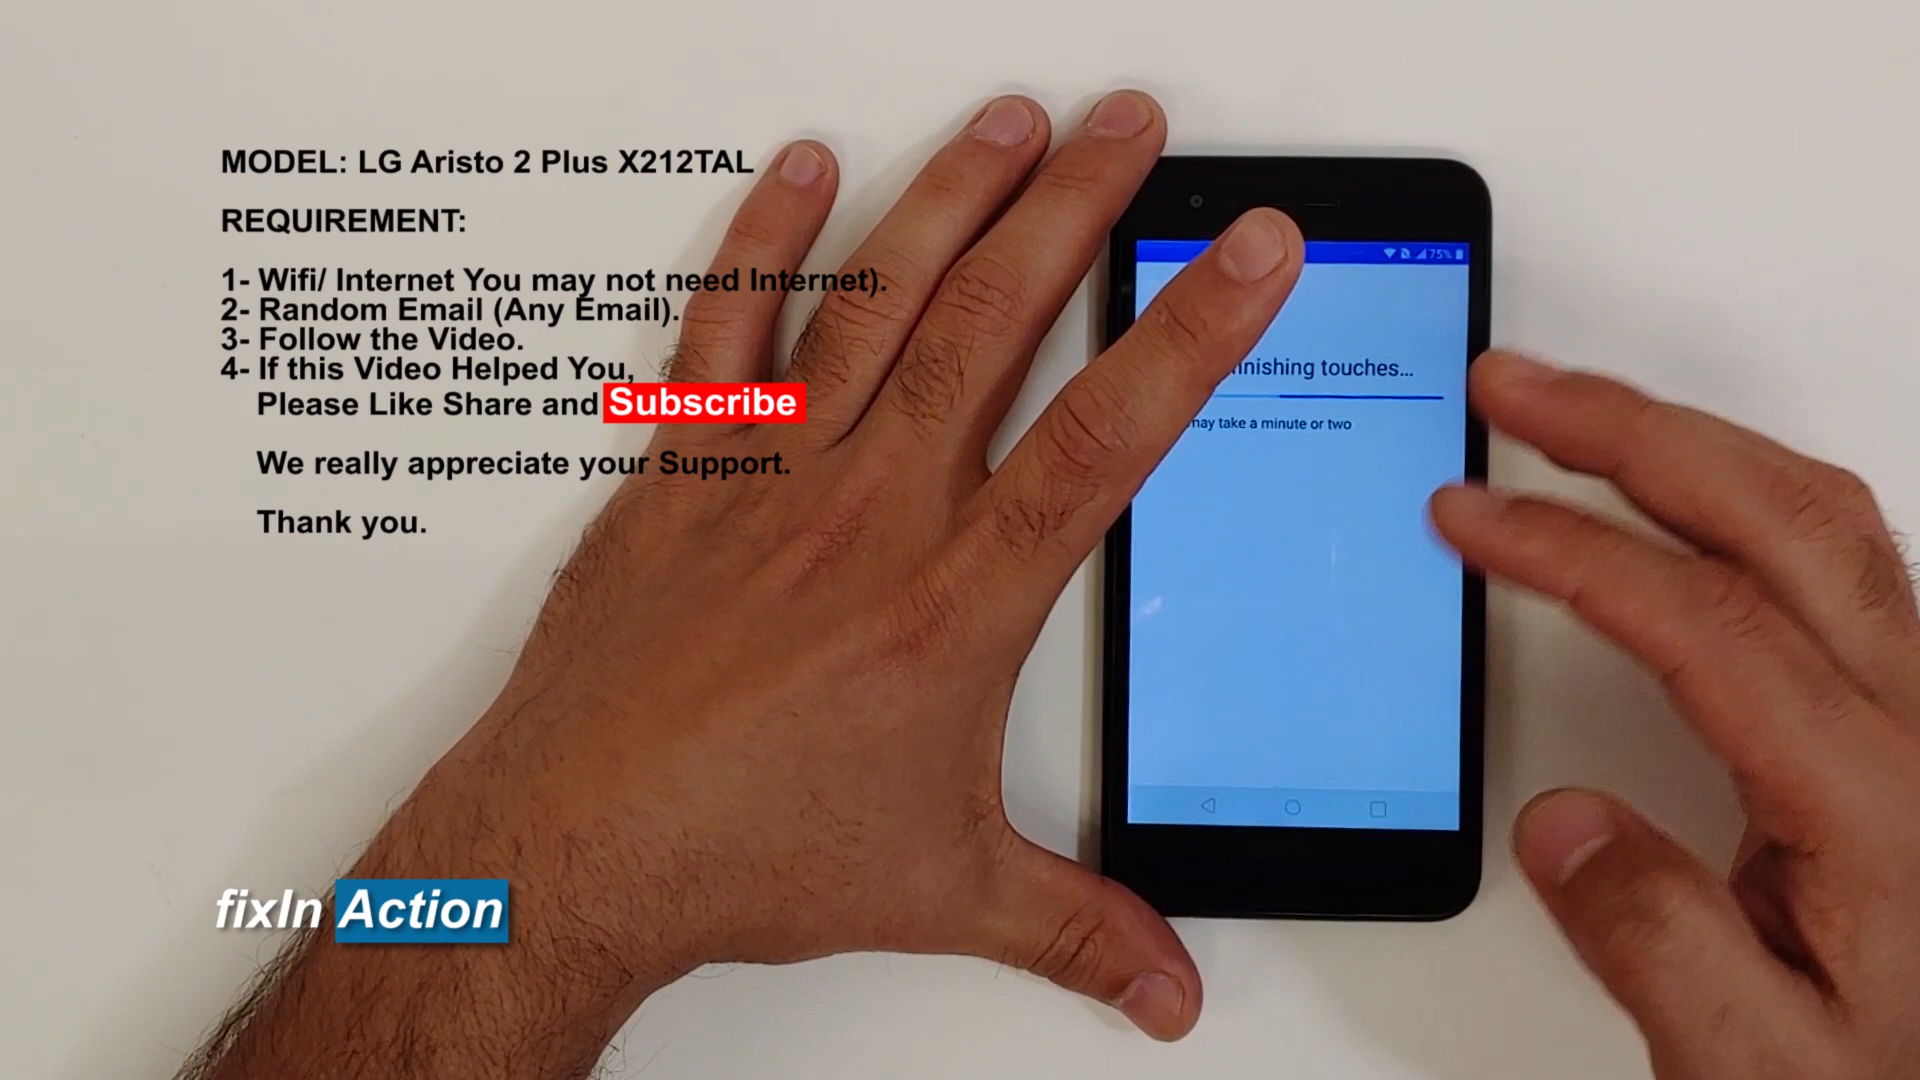 MODEL: LG Aristo 2 Plus X212TAL
REQUIREMENT:
1- Wifi/ Internet You may not need Internet).
2- Random Email (Any Email).
3- Follow the Video.
4- If this Video Helped You,
Please Like Share and Subscribe
We really appreciate your Support.
Thank you.
75%
touches...
may take a minute or two
fixIn Action